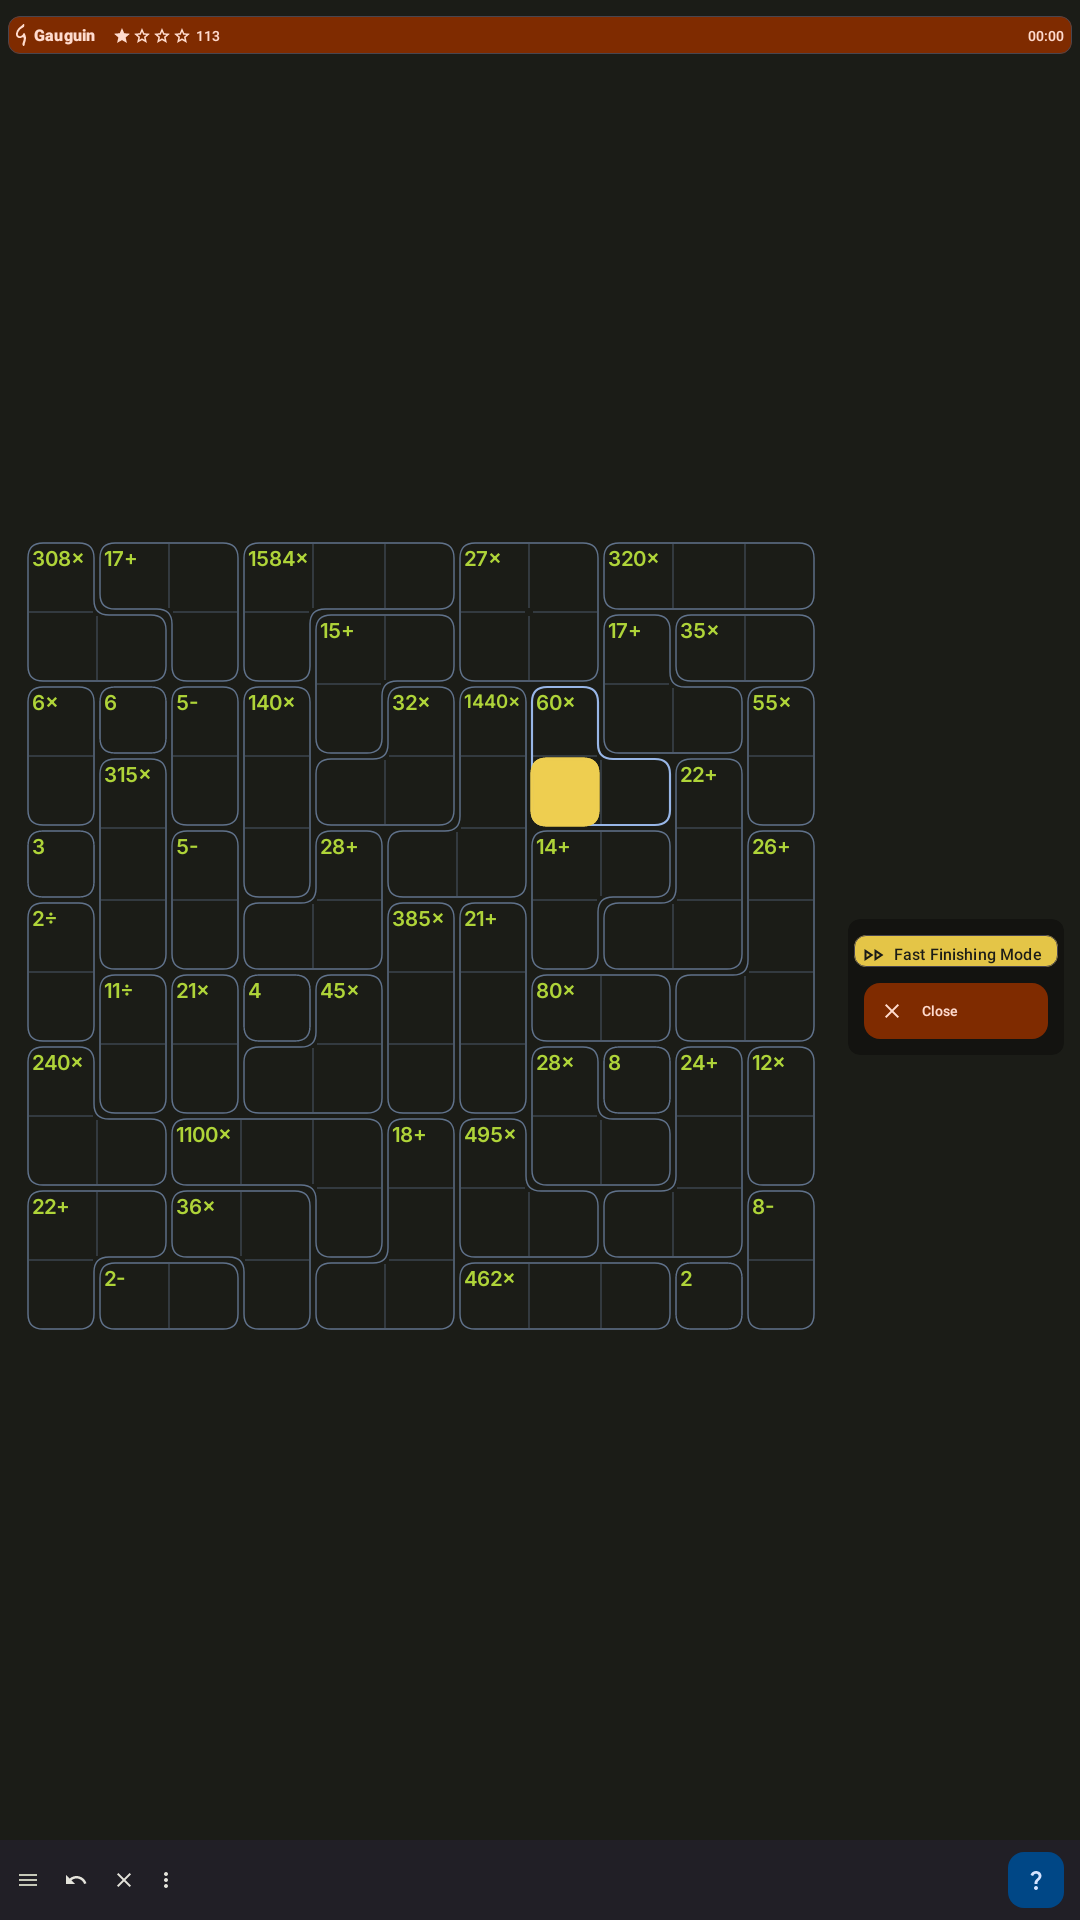 Gauguin 113 00:00
308× 17+ 1584× 27× 320×
15+ 17+ 35×
6× 6 5- 140× 32× 1440× 60× 55×
315× 22+
3 5- 28+ 14+ 26+
2÷ 385× 21+
Fast Finishing Mode
11÷ 21× 4 45× 80×
Close
240× 28× 8 24+ 12×
1100× 18+ 495×
22+ 36× 8-
2- 462× 2
?